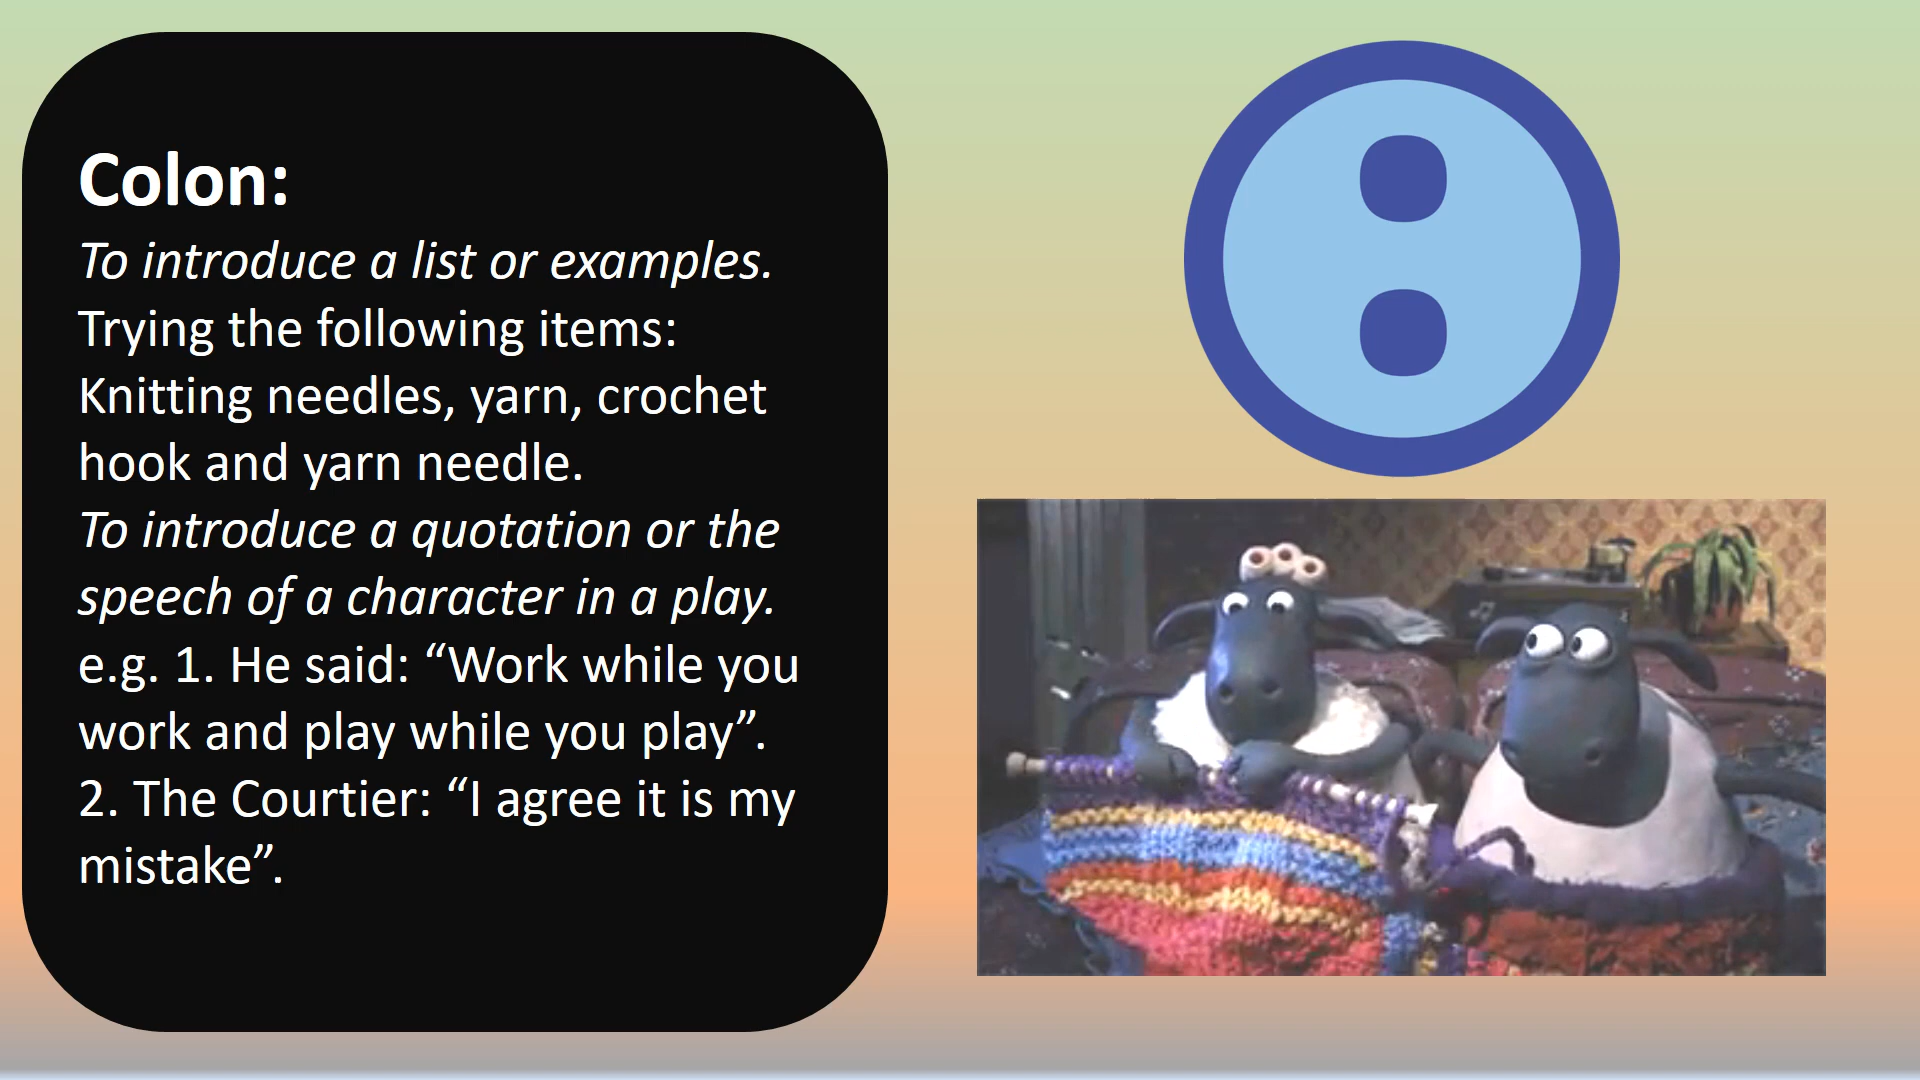 Colon:
To introduce a list or examples.
Trying the following items:
Knitting needles, yarn, crochet
hook and yarn needle.
To introduce a quotation or the
speech of a character in a play.
e.g. 1. He said: “Work while you
work and play while you play”.
2. The Courtier: “I agree it is my
mistake”.
: